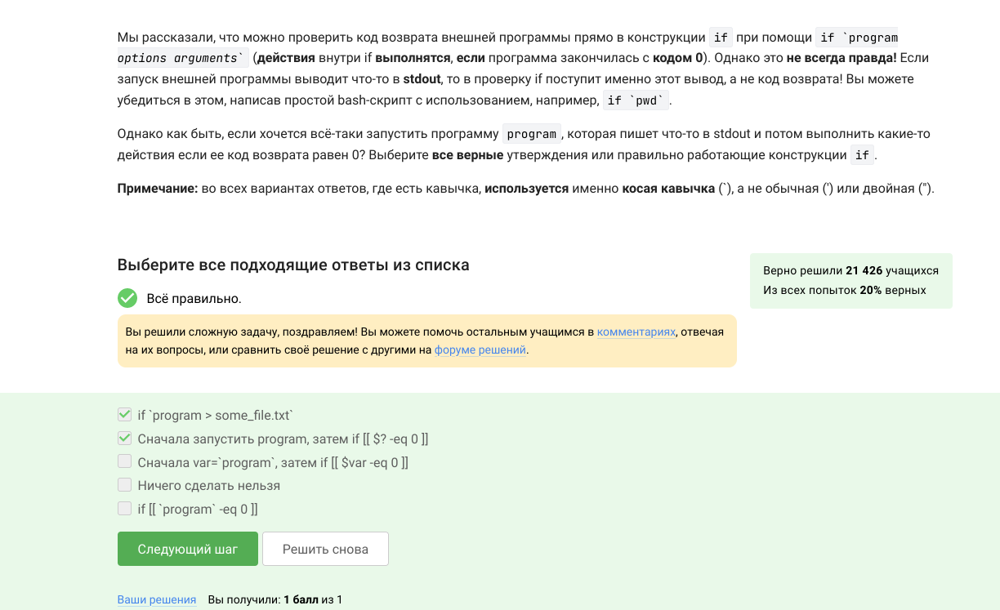 Мы рассказали, что можно проверить код возврата внешней программы прямо в конструкции if при помощи if `program
options arguments` (действия внутри if выполнятся, если программа закончилась с кодом 0). Однако это не всегда правда! Если
запуск внешней программы выводит что-то в stdout, то в проверку if поступит именно этот вывод, а не код возврата! Вы можете
убедиться в этом, написав простой bash-скрипт с использованием, например, if `pwd`.
Однако как быть, если хочется всё-таки запустить программу program, которая пишет что-то в stdout и потом выполнить какие-то
действия если ее код возврата равен 0? Выберите все верные утверждения или правильно работающие конструкции if.
Примечание: во всех вариантах ответов, где есть кавычка, используется именно косая кавычка (`), а не обычная (') или двойная (").
Выберите все подходящие ответы из списка
Верно решили 21 426 учащихся
Из всех попыток 20% верных
Всё правильно.
Вы решили сложную задачу, поздравляем! Вы можете помочь остальным учащимся в комментариях, отвечая
на их вопросы, или сравнить своё решение с другими на форуме решений.
if `program > some_file.txt`
Сначала запустить program, затем if [[ $? -eq 0 ]]
Сначала var=`program`, затем if [[ $var -eq 0 ]]
Ничего сделать нельзя
if [[ `program` -eq 0 ]]
Следующий шаг
Решить снова
Ваши решения Вы получили: 1 балл из 1